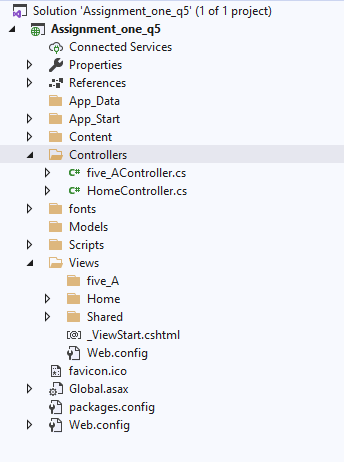 Solution 'Assignment_one_q5' (1 of 1 project)
Assignment_one_q5
Connected Services
Properties
References
App_Data
App_Start
Content
Controllers
C# five_AController.cs
C# HomeController.cs
fonts
Models
Scripts
Views
five_A
Home
Shared
[@] _ViewStart.cshtml
Web.config
favicon.ico
Global.asax
packages.config
Web.config